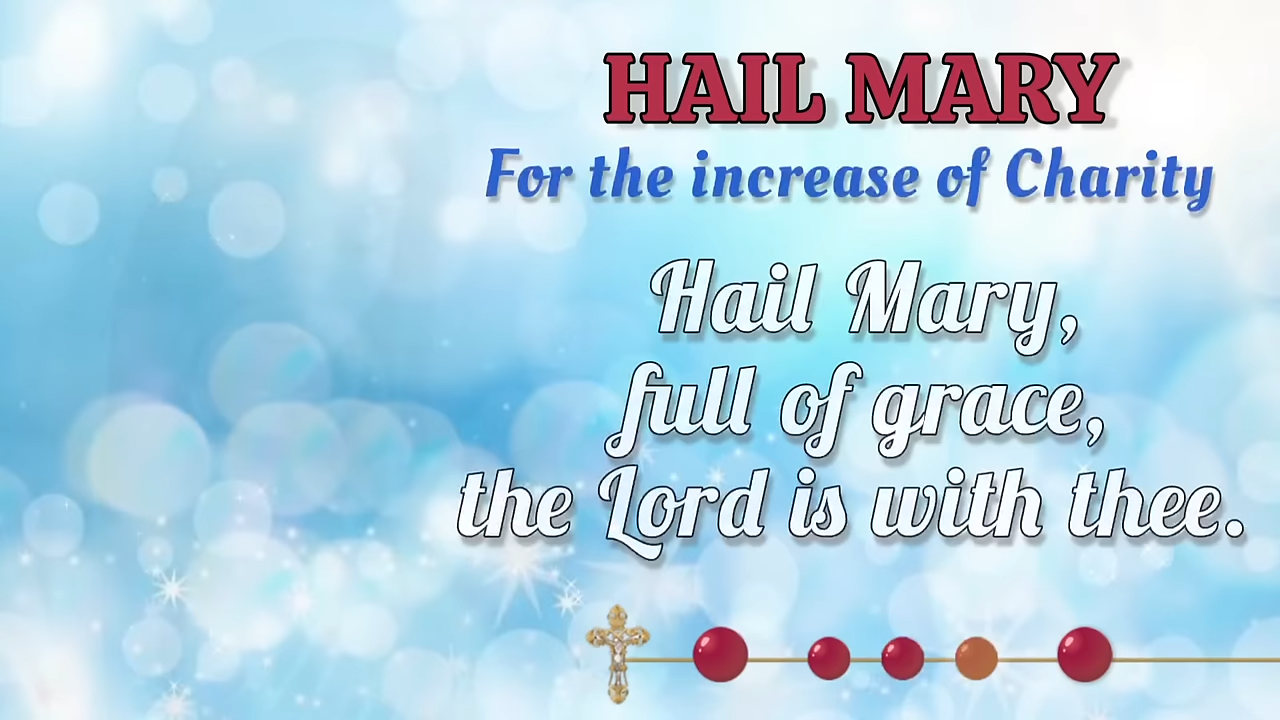 HAIL MARY
For the increase of Charity
Hail Mary,
full of grace,
the Lord is with thee.